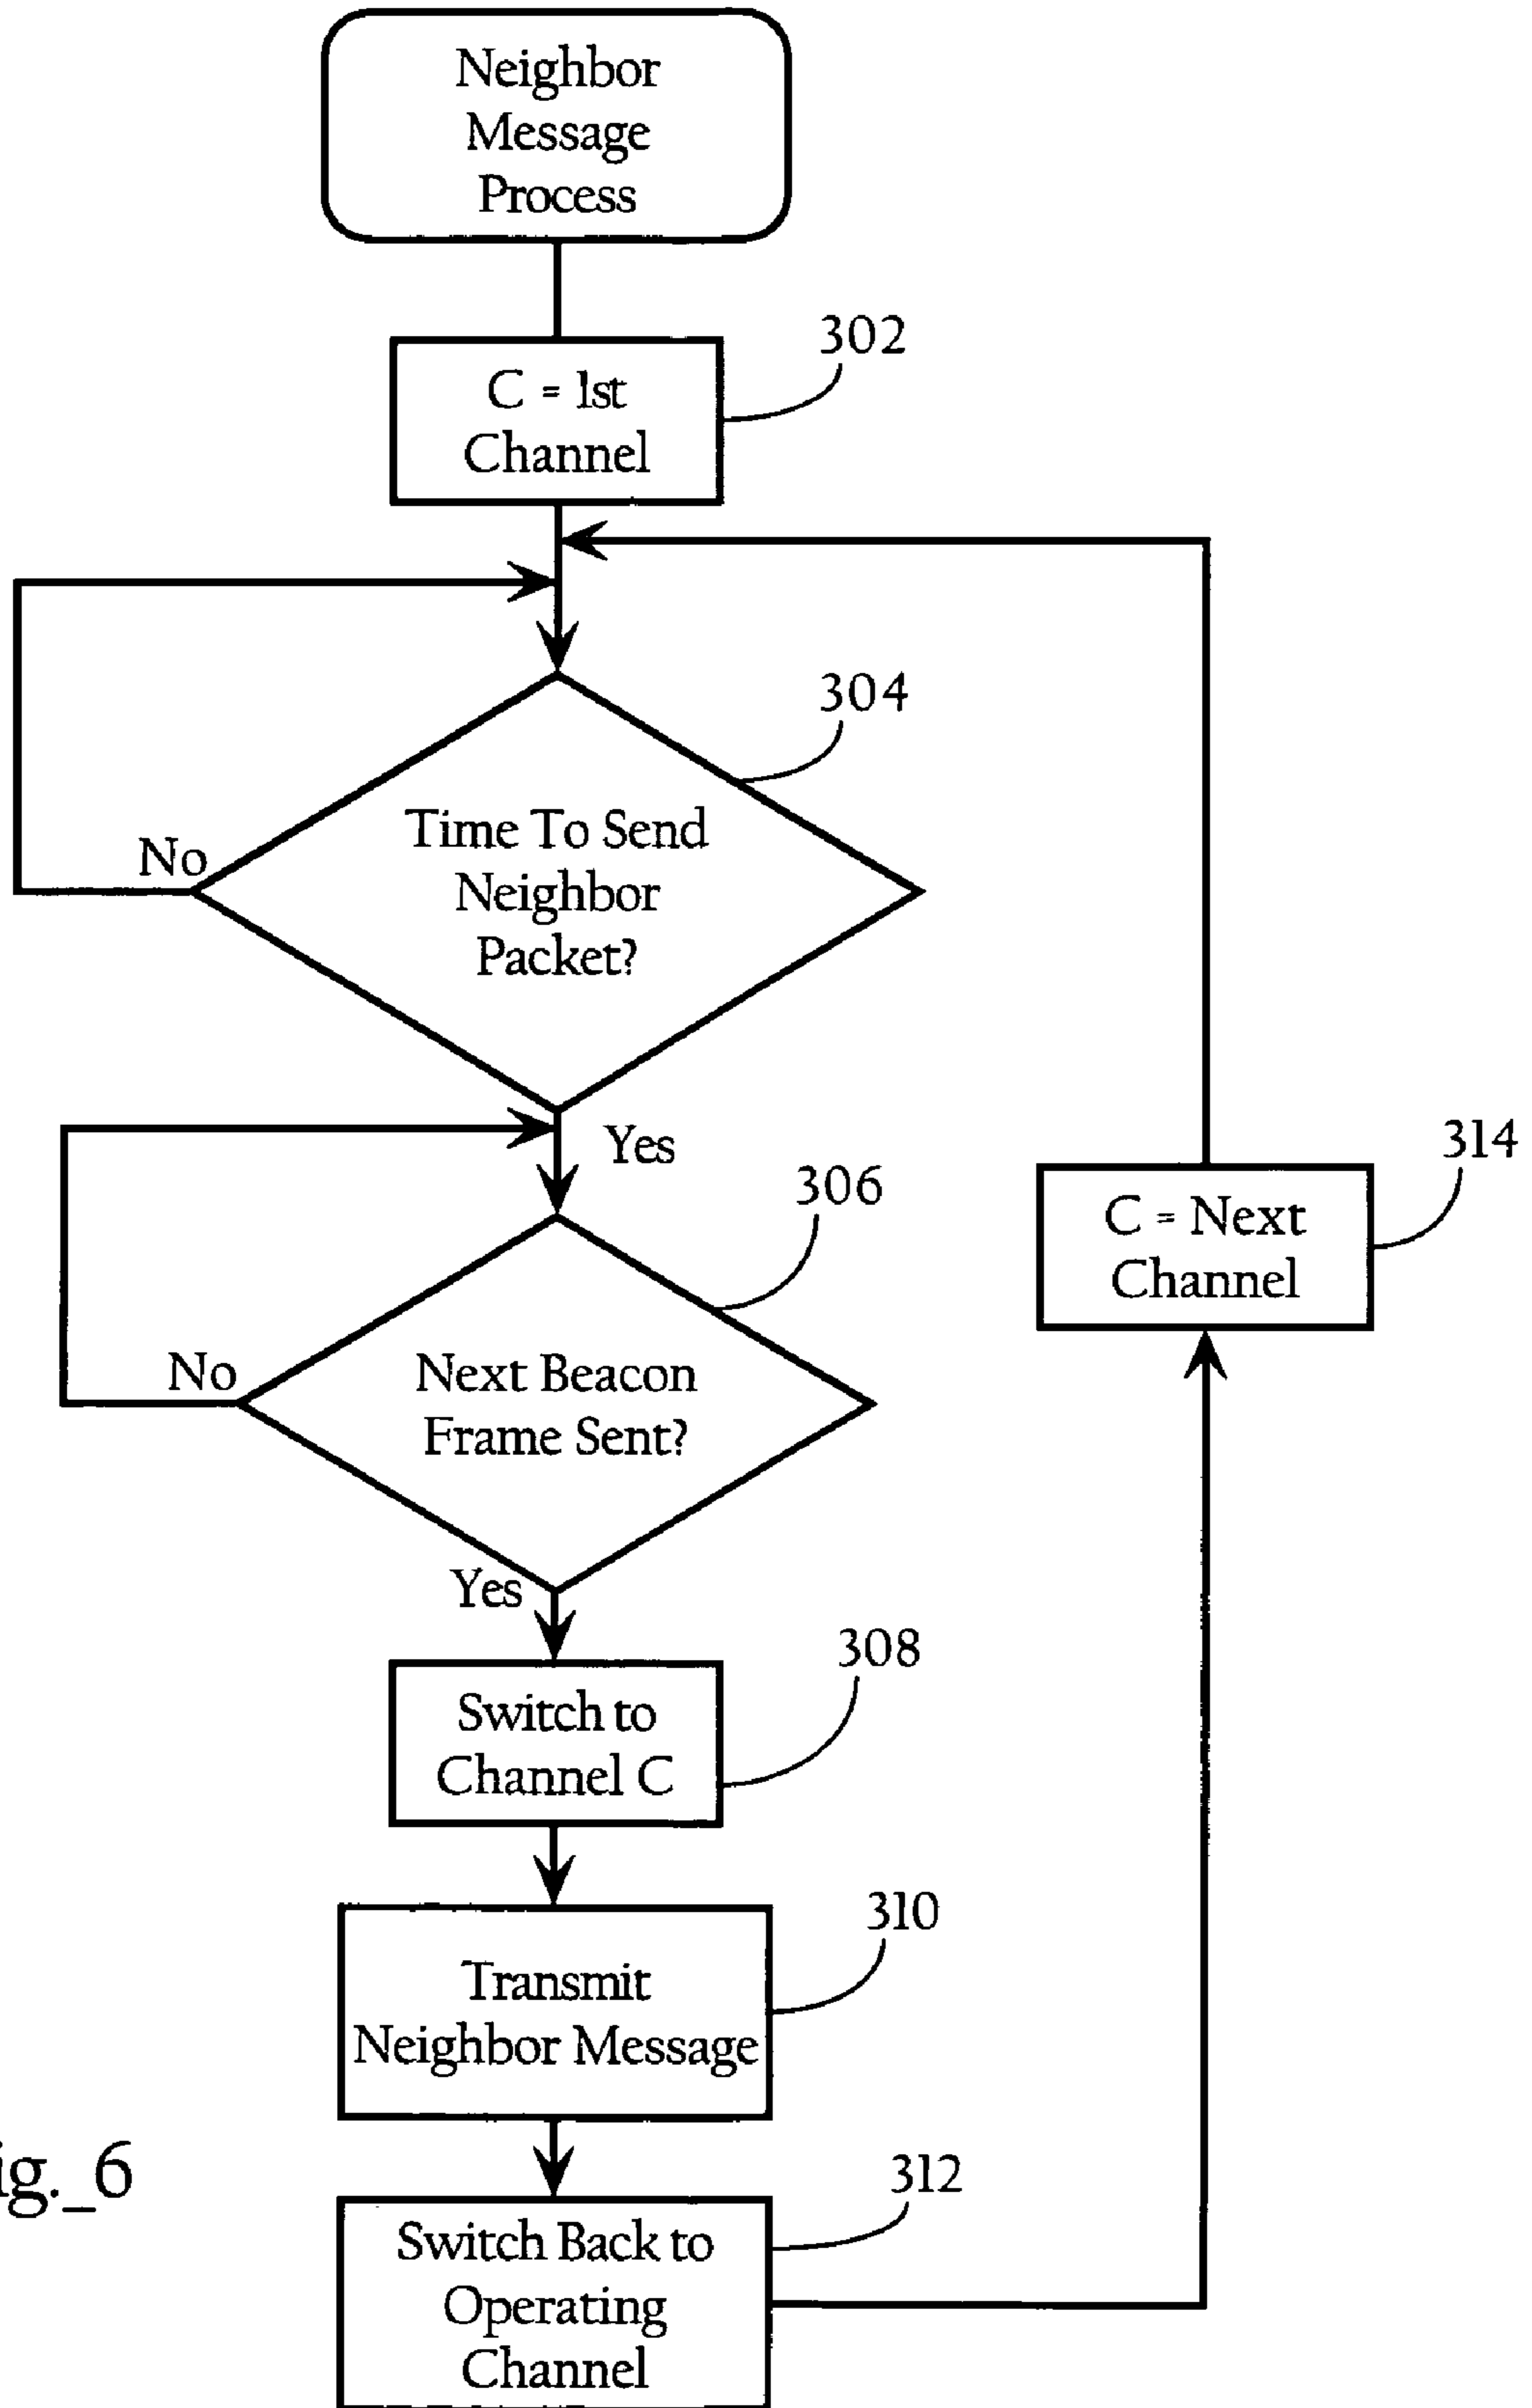 Neighbor
Message
Process
302
C = 1st
Channel
304
Time To Send
Neighbor
Packet?
No
Yes
306
Next Beacon
Frame Sent?
No
Yes
314
C = Next
Channel
308
Switch to
Channel C
310
Transmit
Neighbor Message
312
Switch Back to
Operating
Channel
ig._6